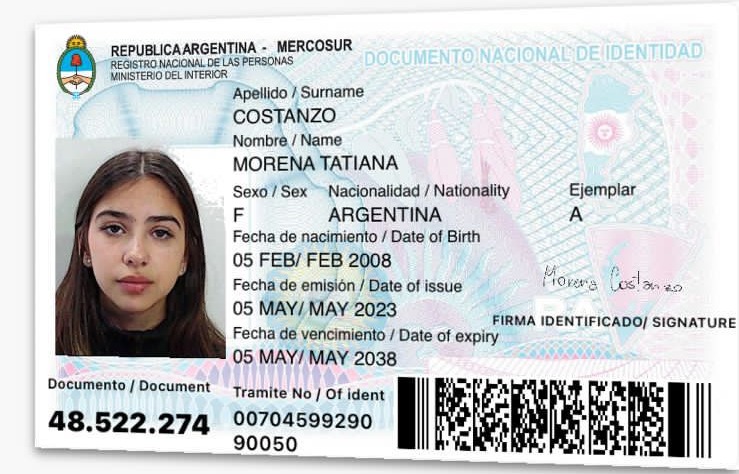 REPUBLICA ARGENTINA - MERCOSUR
REGISTRO NACIONAL DE LAS PERSONAS
MINISTERIO DEL INTERIOR
DOCUMENTO NACIONAL DE IDENTIDAD
Apellido / Surname
COSTANZO
Nombre / Name
MORENA TATIANA
Sexo / Sex Nacionalidad / Nationality Ejemplar
F ARGENTINA A
Fecha de nacimiento / Date of Birth
05 FEB/ FEB 2008
Fecha de emisión / Date of issue
05 MAY/ MAY 2023
Morena Costanzo
FIRMA IDENTIFICADO/ SIGNATURE
Fecha de vencimiento / Date of expiry
05 MAY/ MAY 2038
Documento / Document
48.522.274
Tramite No / Of ident
00704599290
90050